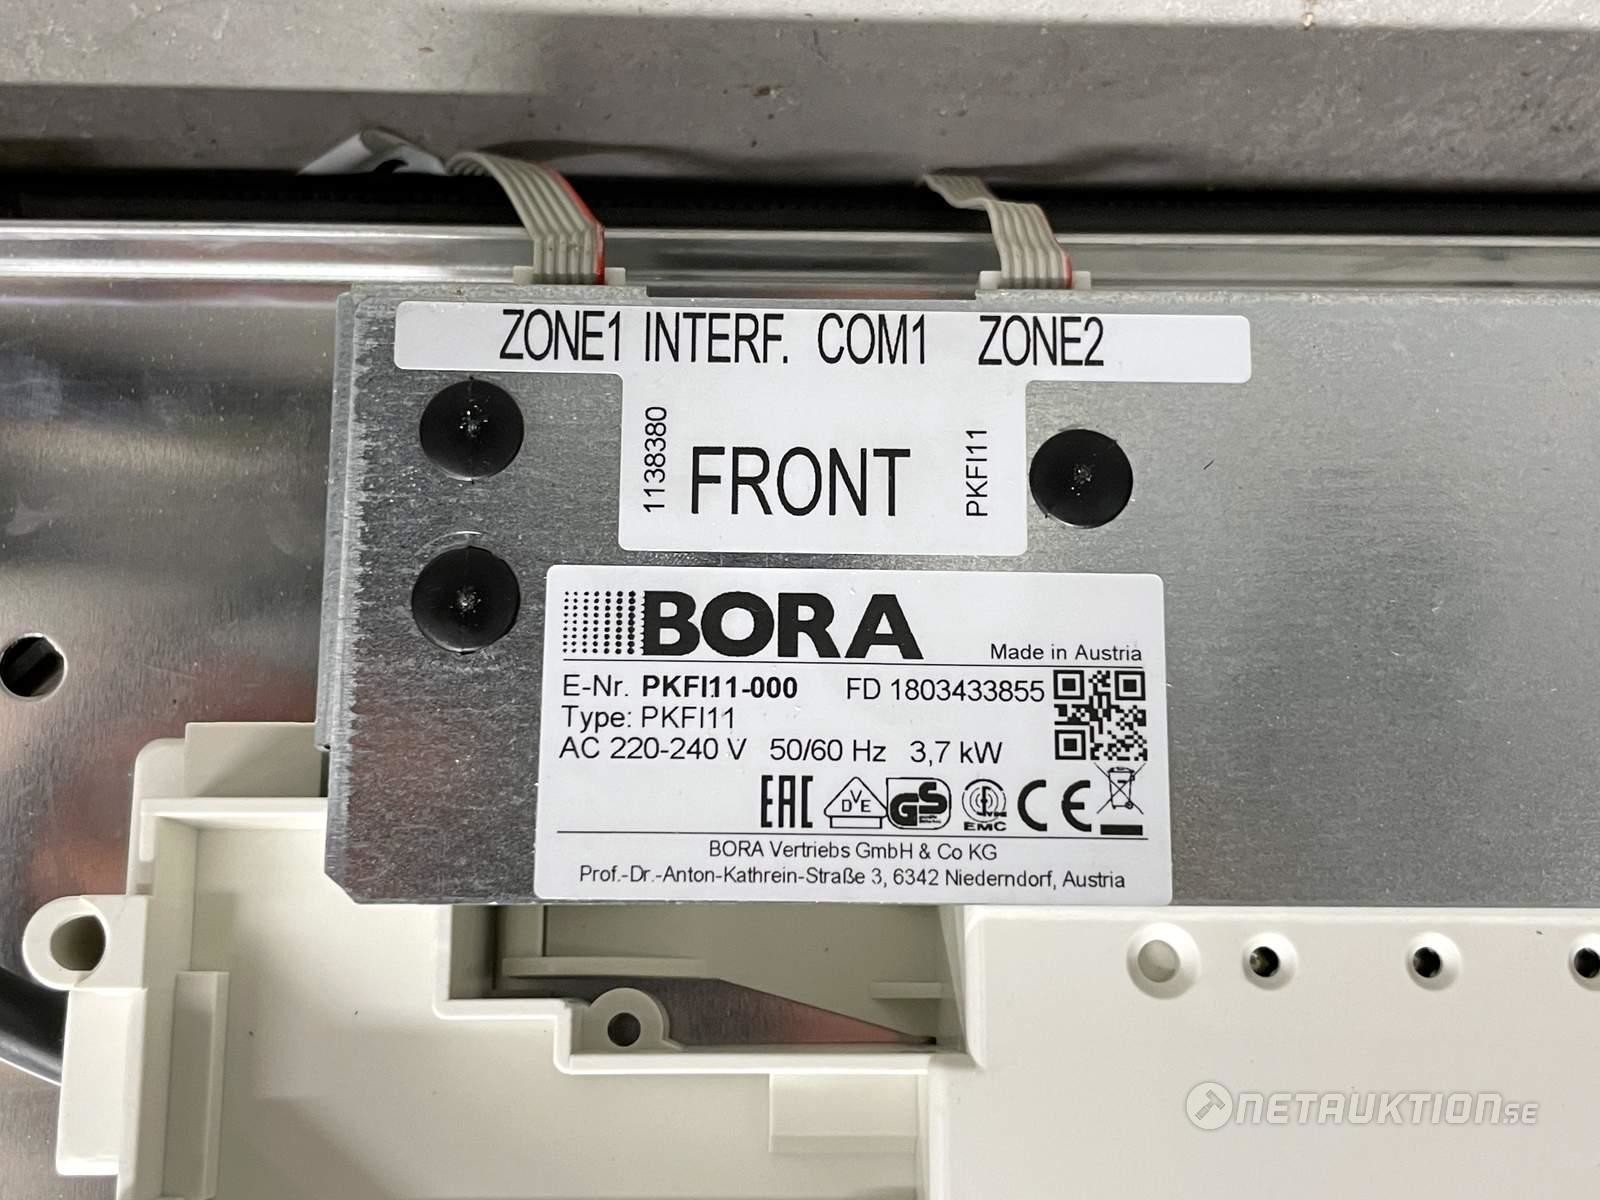 ZONE1 INTERF. COM1 ZONE2
1138380
FRONT
PKFI11
BORA
Made in Austria
E-Nr. PKFI11-000 FD 1803433855
Type: PKFI11
AC 220-240 V 50/60 Hz 3,7 kW
EAC DVE GS EMC CE
BORA Vertriebs GmbH & Co KG
Prof.-Dr.-Anton-Kathrein-Straße 3, 6342 Niederndorf, Austria
NETAUKTION.SE